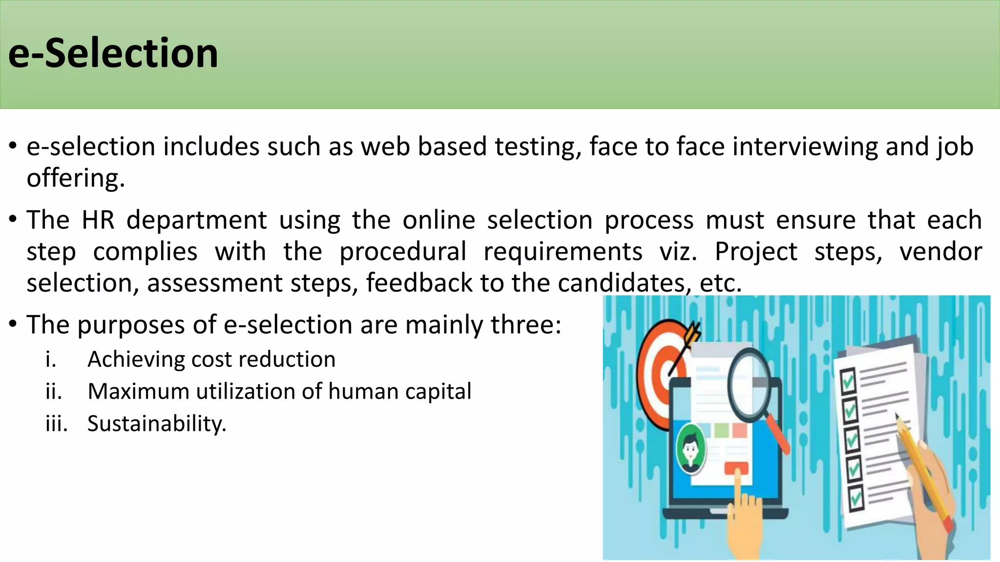 e-Selection
• e-selection includes such as web based testing, face to face interviewing and job
offering.
• The HR department using the online selection process must ensure that each
step complies with the procedural requirements viz. Project steps, vendor
selection, assessment steps, feedback to the candidates, etc.
• The purposes of e-selection are mainly three:
i. Achieving cost reduction
ii. Maximum utilization of human capital
iii. Sustainability.